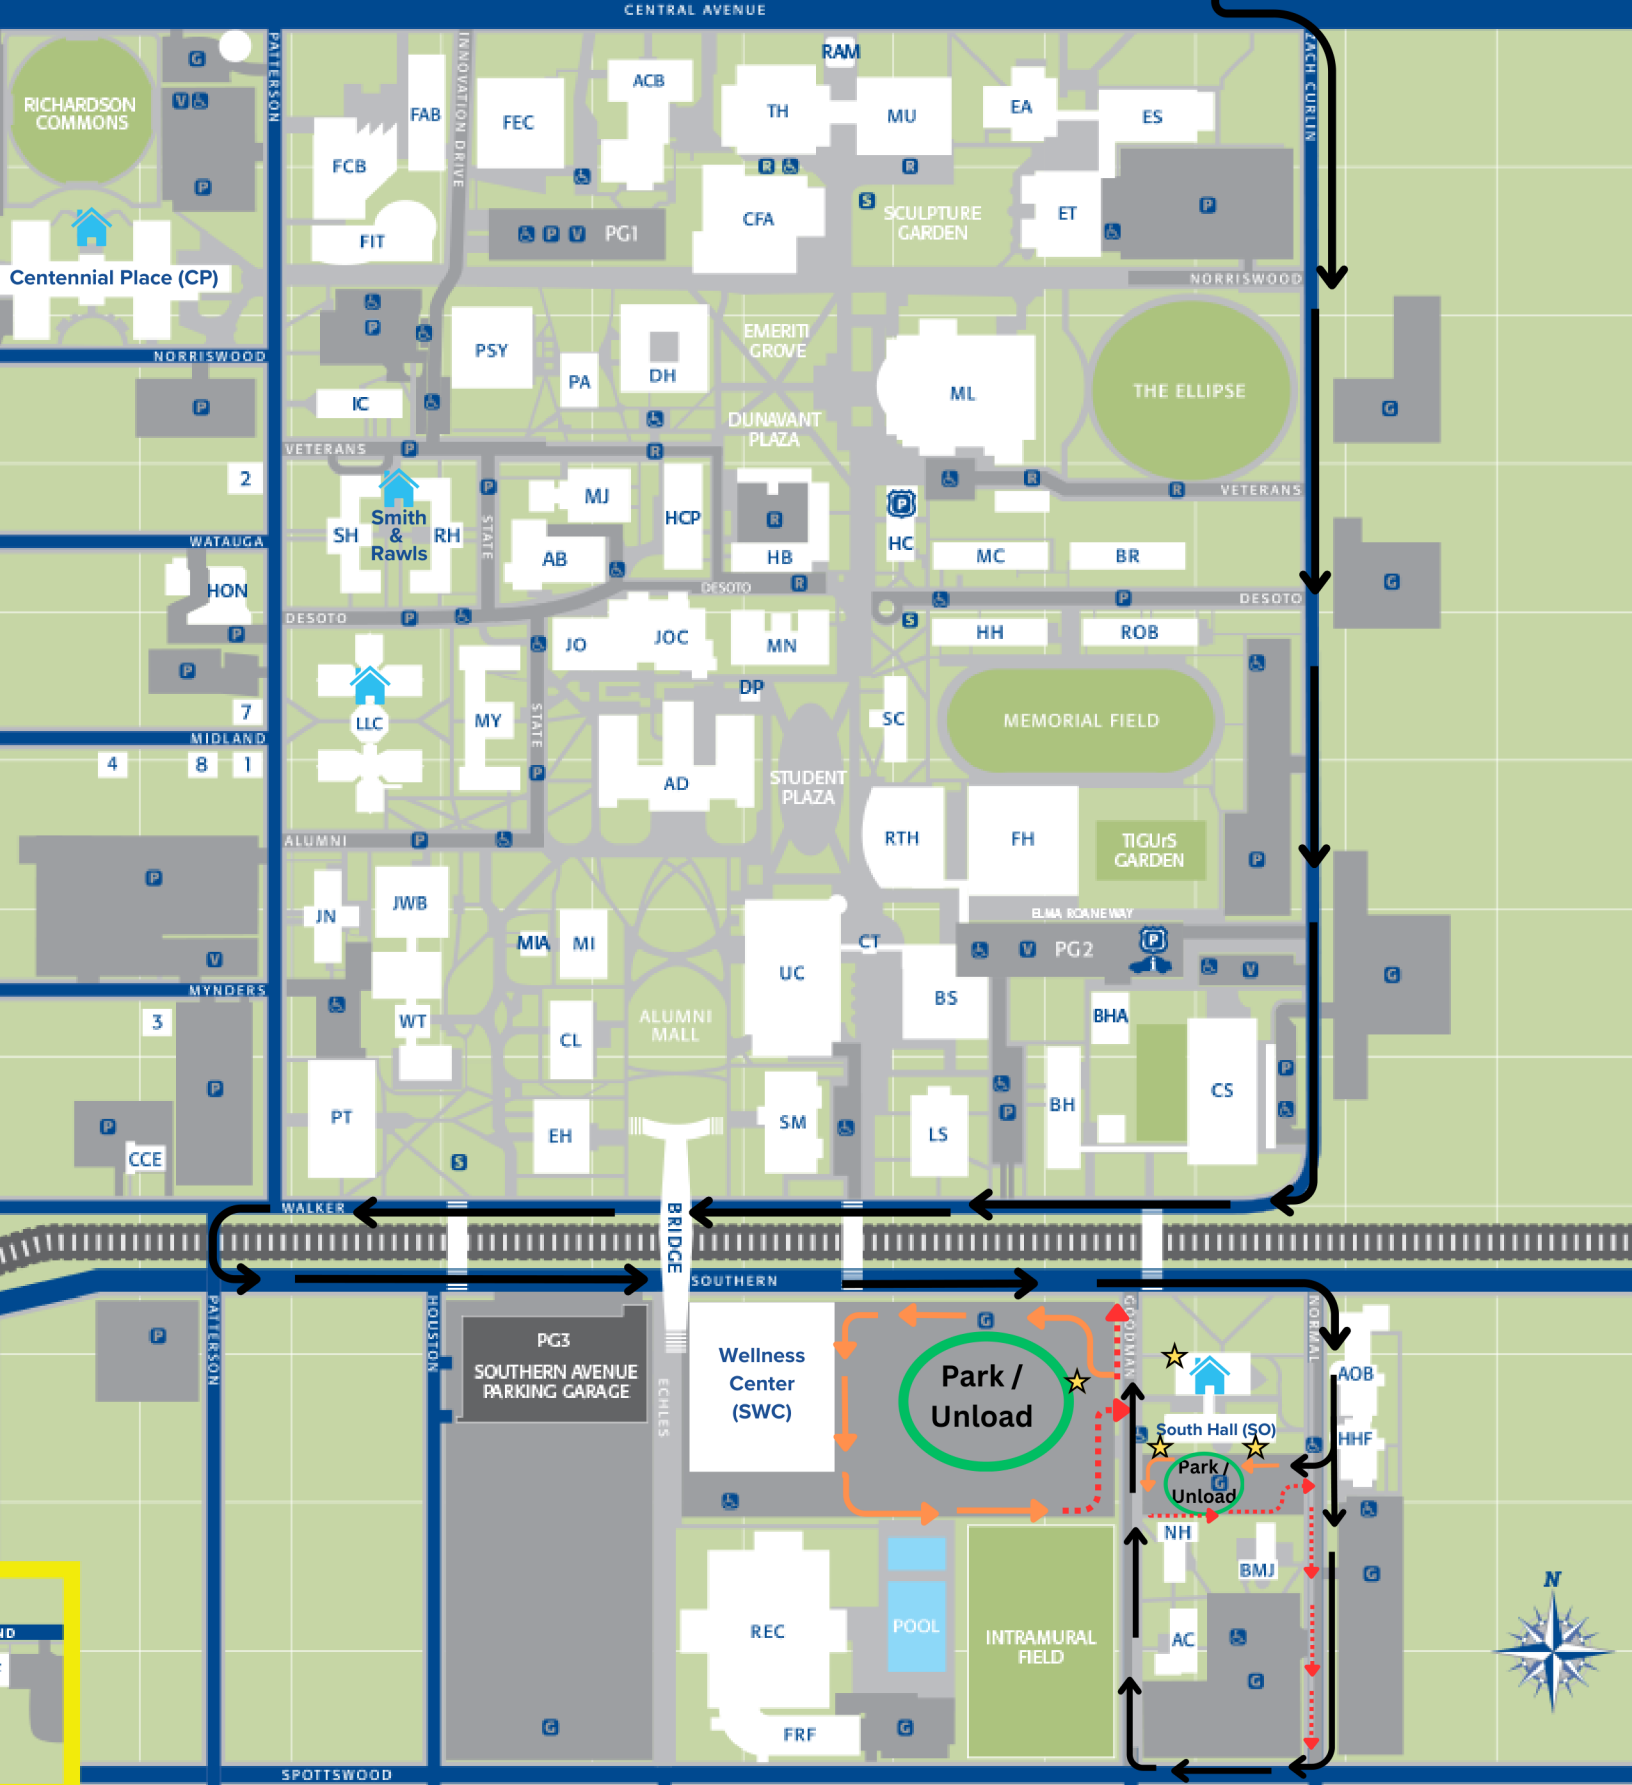 CENTRAL AVENUE
PATTERSON
INNOVATION DRIVE
ZACH CURLIN
RICHARDSON
COMMONS
G
V
P
FAB
FCB
FIT
FEC
ACB
TH
RAM
MU
EA
ES
R
R
S
SCULPTURE
GARDEN
CFA
ET
P
P V PG1
Centennial Place (CP)
NORRISWOOD
NORRISWOOD
P
P
PSY
PA
DH
EMERITI
GROVE
DUNAVANT
PLAZA
ML
THE ELLIPSE
G
IC
VETERANS
P
R
R
R
VETERANS
2
WATAUGA
SH
Smith
&
Rawls
RH
P
STATE
MJ
AB
HCP
R
HB
P
HC
MC
BR
G
HON
P
P
DESOTO
P
DESOTO
R
P
DESOTO
S
HH
ROB
JO
JOC
MN
7
MIDLAND
4
8
1
LLC
MY
STATE
P
DP
AD
STUDENT
PLAZA
SC
MEMORIAL FIELD
RTH
FH
TIGUrS
GARDEN
P
ALUMNI
P
P
V
MYNDERS
JN
JWB
MIA
MI
UC
CT
ELMA ROANE WAY
V
PG2
P
V
G
BS
BHA
3
P
P
CCE
WT
CL
ALUMNI
MALL
PT
EH
SM
LS
P
BH
CS
P
S
WALKER
BRIDGE
SOUTHERN
PATTERSON
HOUSTON
P
PG3
SOUTHERN AVENUE
PARKING GARAGE
ECHLES
Wellness
Center
(SWC)
G
Park /
Unload
GOODMAN
NORMAL
AOB
South Hall (SO)
HHF
Park /
Unload
G
NH
BMJ
G
REC
POOL
INTRAMURAL
FIELD
AC
G
G
FRF
G
ND
N
SPOTTSWOOD